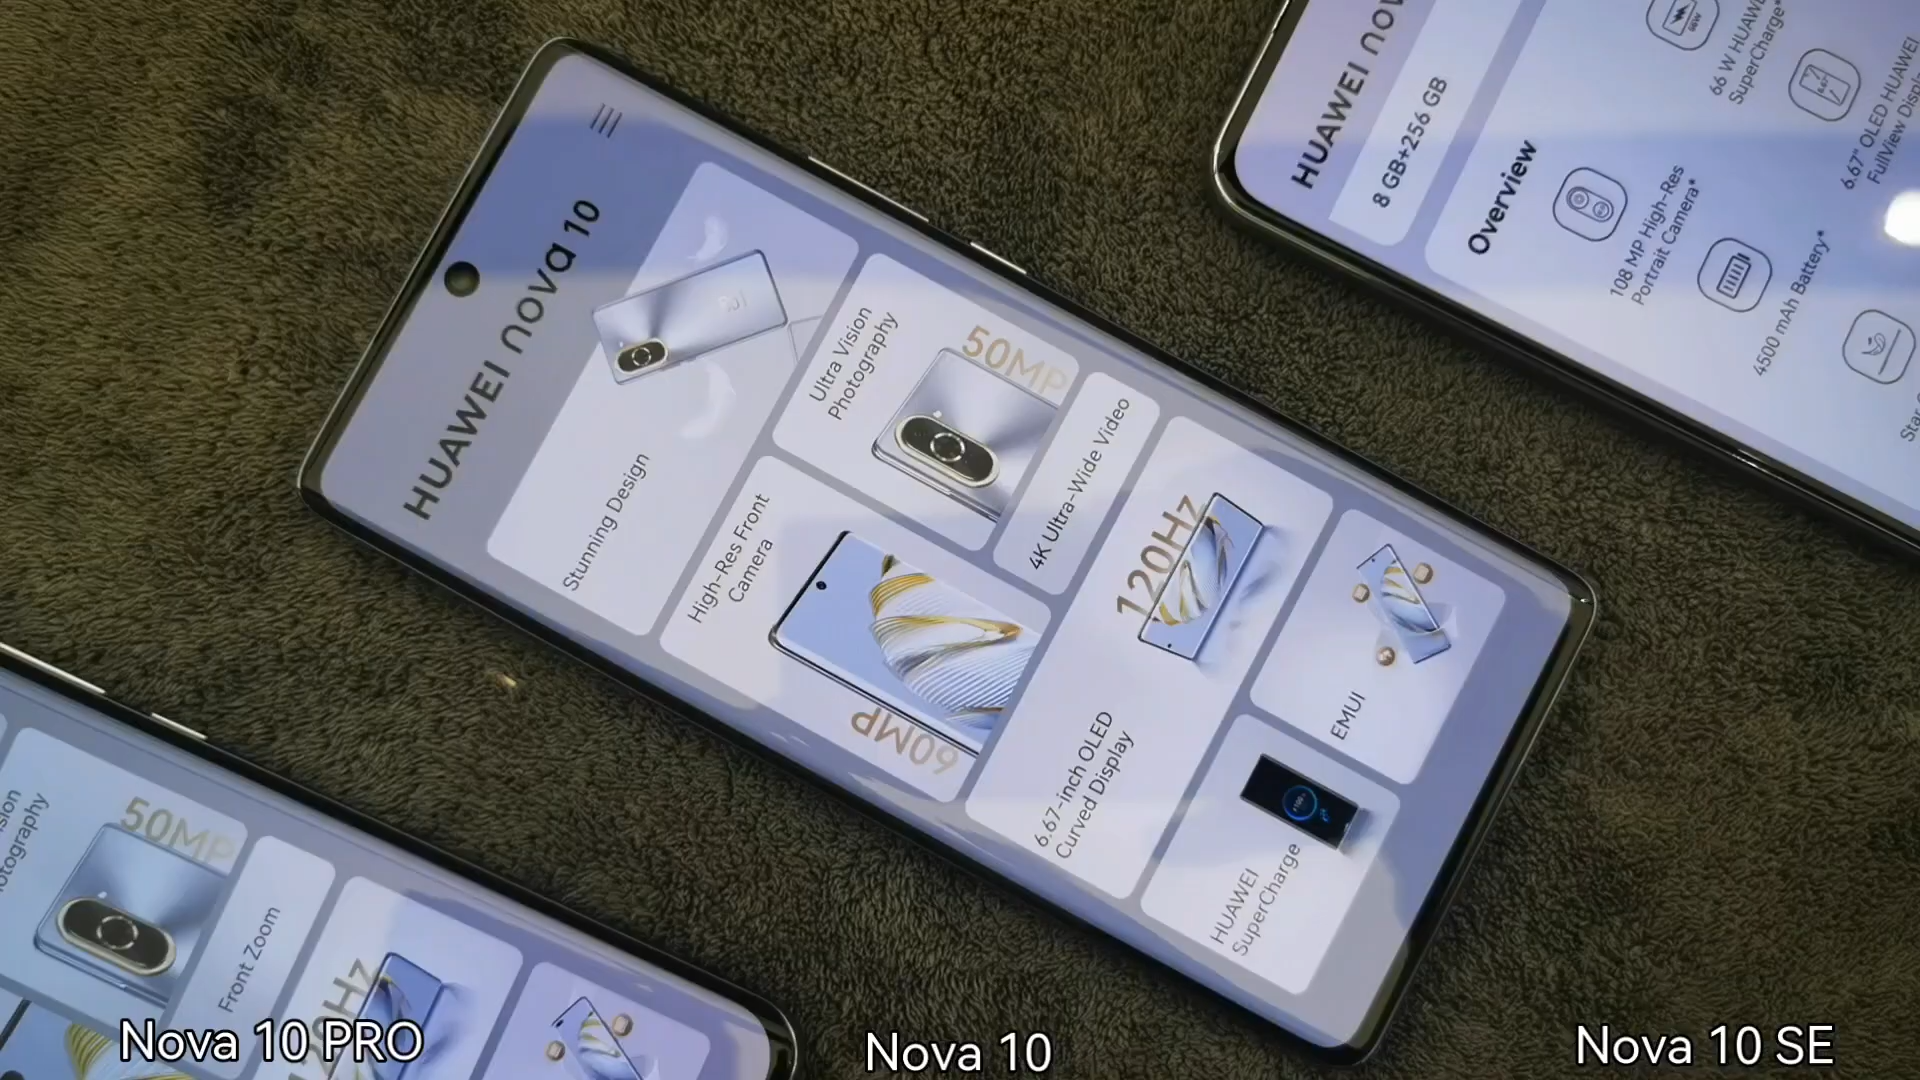 HUAWEI nova 10
Stunning Design
Ultra Vision
Photography
50MP
High-Res Front
Camera
60MP
4K Ultra-Wide Video
120Hz
6.67-inch OLED
Curved Display
EMUI
HUAWEI
SuperCharge
HUAWEI
8 GB+256 GB
Overview
108 MP High-Res
Portrait Camera*
66 W HUAWEI
SuperCharge*
4500 mAh Battery*
6.67" OLED HUAWEI
FullView
50MP
Front Zoom
120Hz
Nova 10 PRO
Nova 10
Nova 10 SE